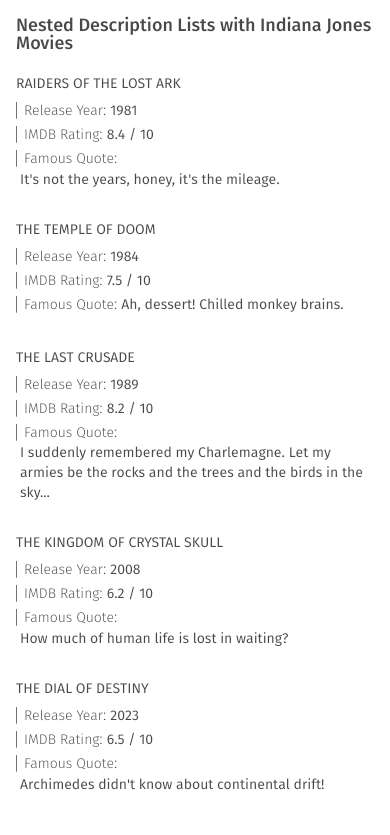 Nested Description Lists with Indiana Jones
Movies
RAIDERS OF THE LOST ARK
Release Year: 1981
IMDB Rating: 8.4 / 10
Famous Quote:
It's not the years, honey, it's the mileage.
THE TEMPLE OF DOOM
Release Year: 1984
IMDB Rating: 7.5 / 10
Famous Quote: Ah, dessert! Chilled monkey brains.
THE LAST CRUSADE
Release Year: 1989
IMDB Rating: 8.2 / 10
Famous Quote:
I suddenly remembered my Charlemagne. Let my
armies be the rocks and the trees and the birds in the
sky...
THE KINGDOM OF CRYSTAL SKULL
Release Year: 2008
IMDB Rating: 6.2 / 10
Famous Quote:
How much of human life is lost in waiting?
THE DIAL OF DESTINY
Release Year: 2023
IMDB Rating: 6.5 / 10
Famous Quote:
Archimedes didn't know about continental drift!